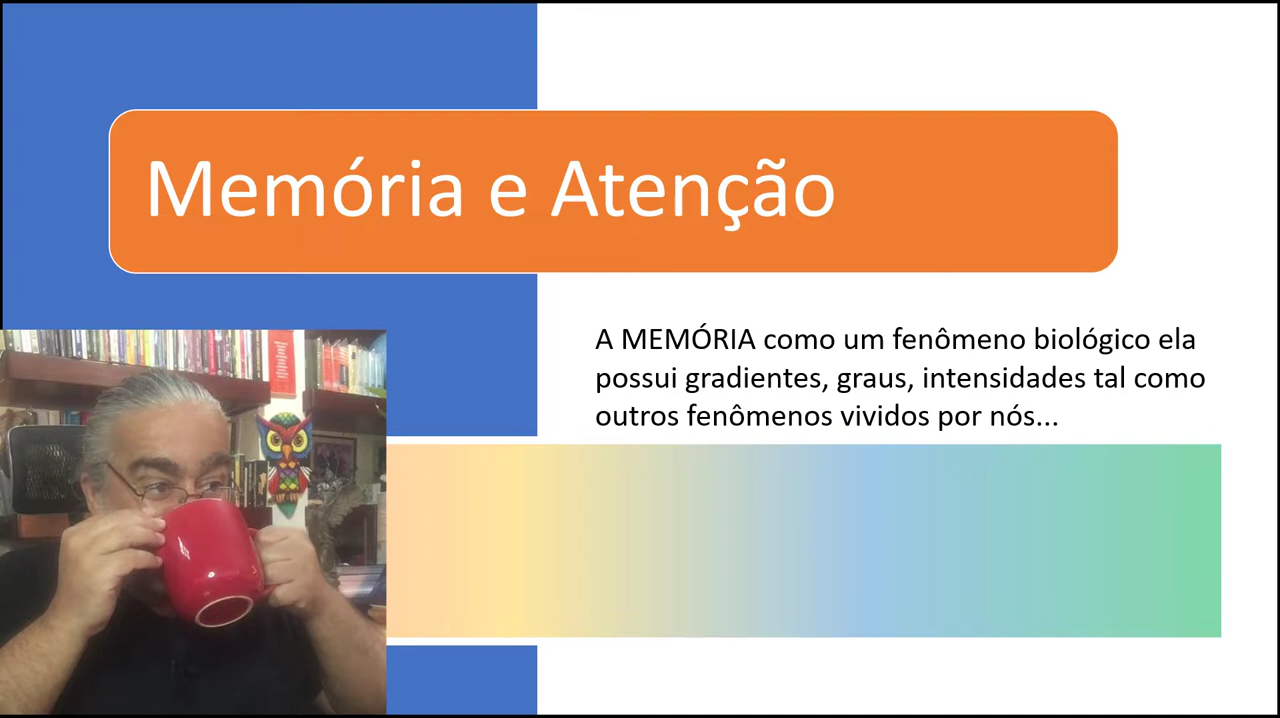 Memória e Atenção
A MEMÓRIA como um fenômeno biológico ela
possui gradientes, graus, intensidades tal como
outros fenômenos vividos por nós...